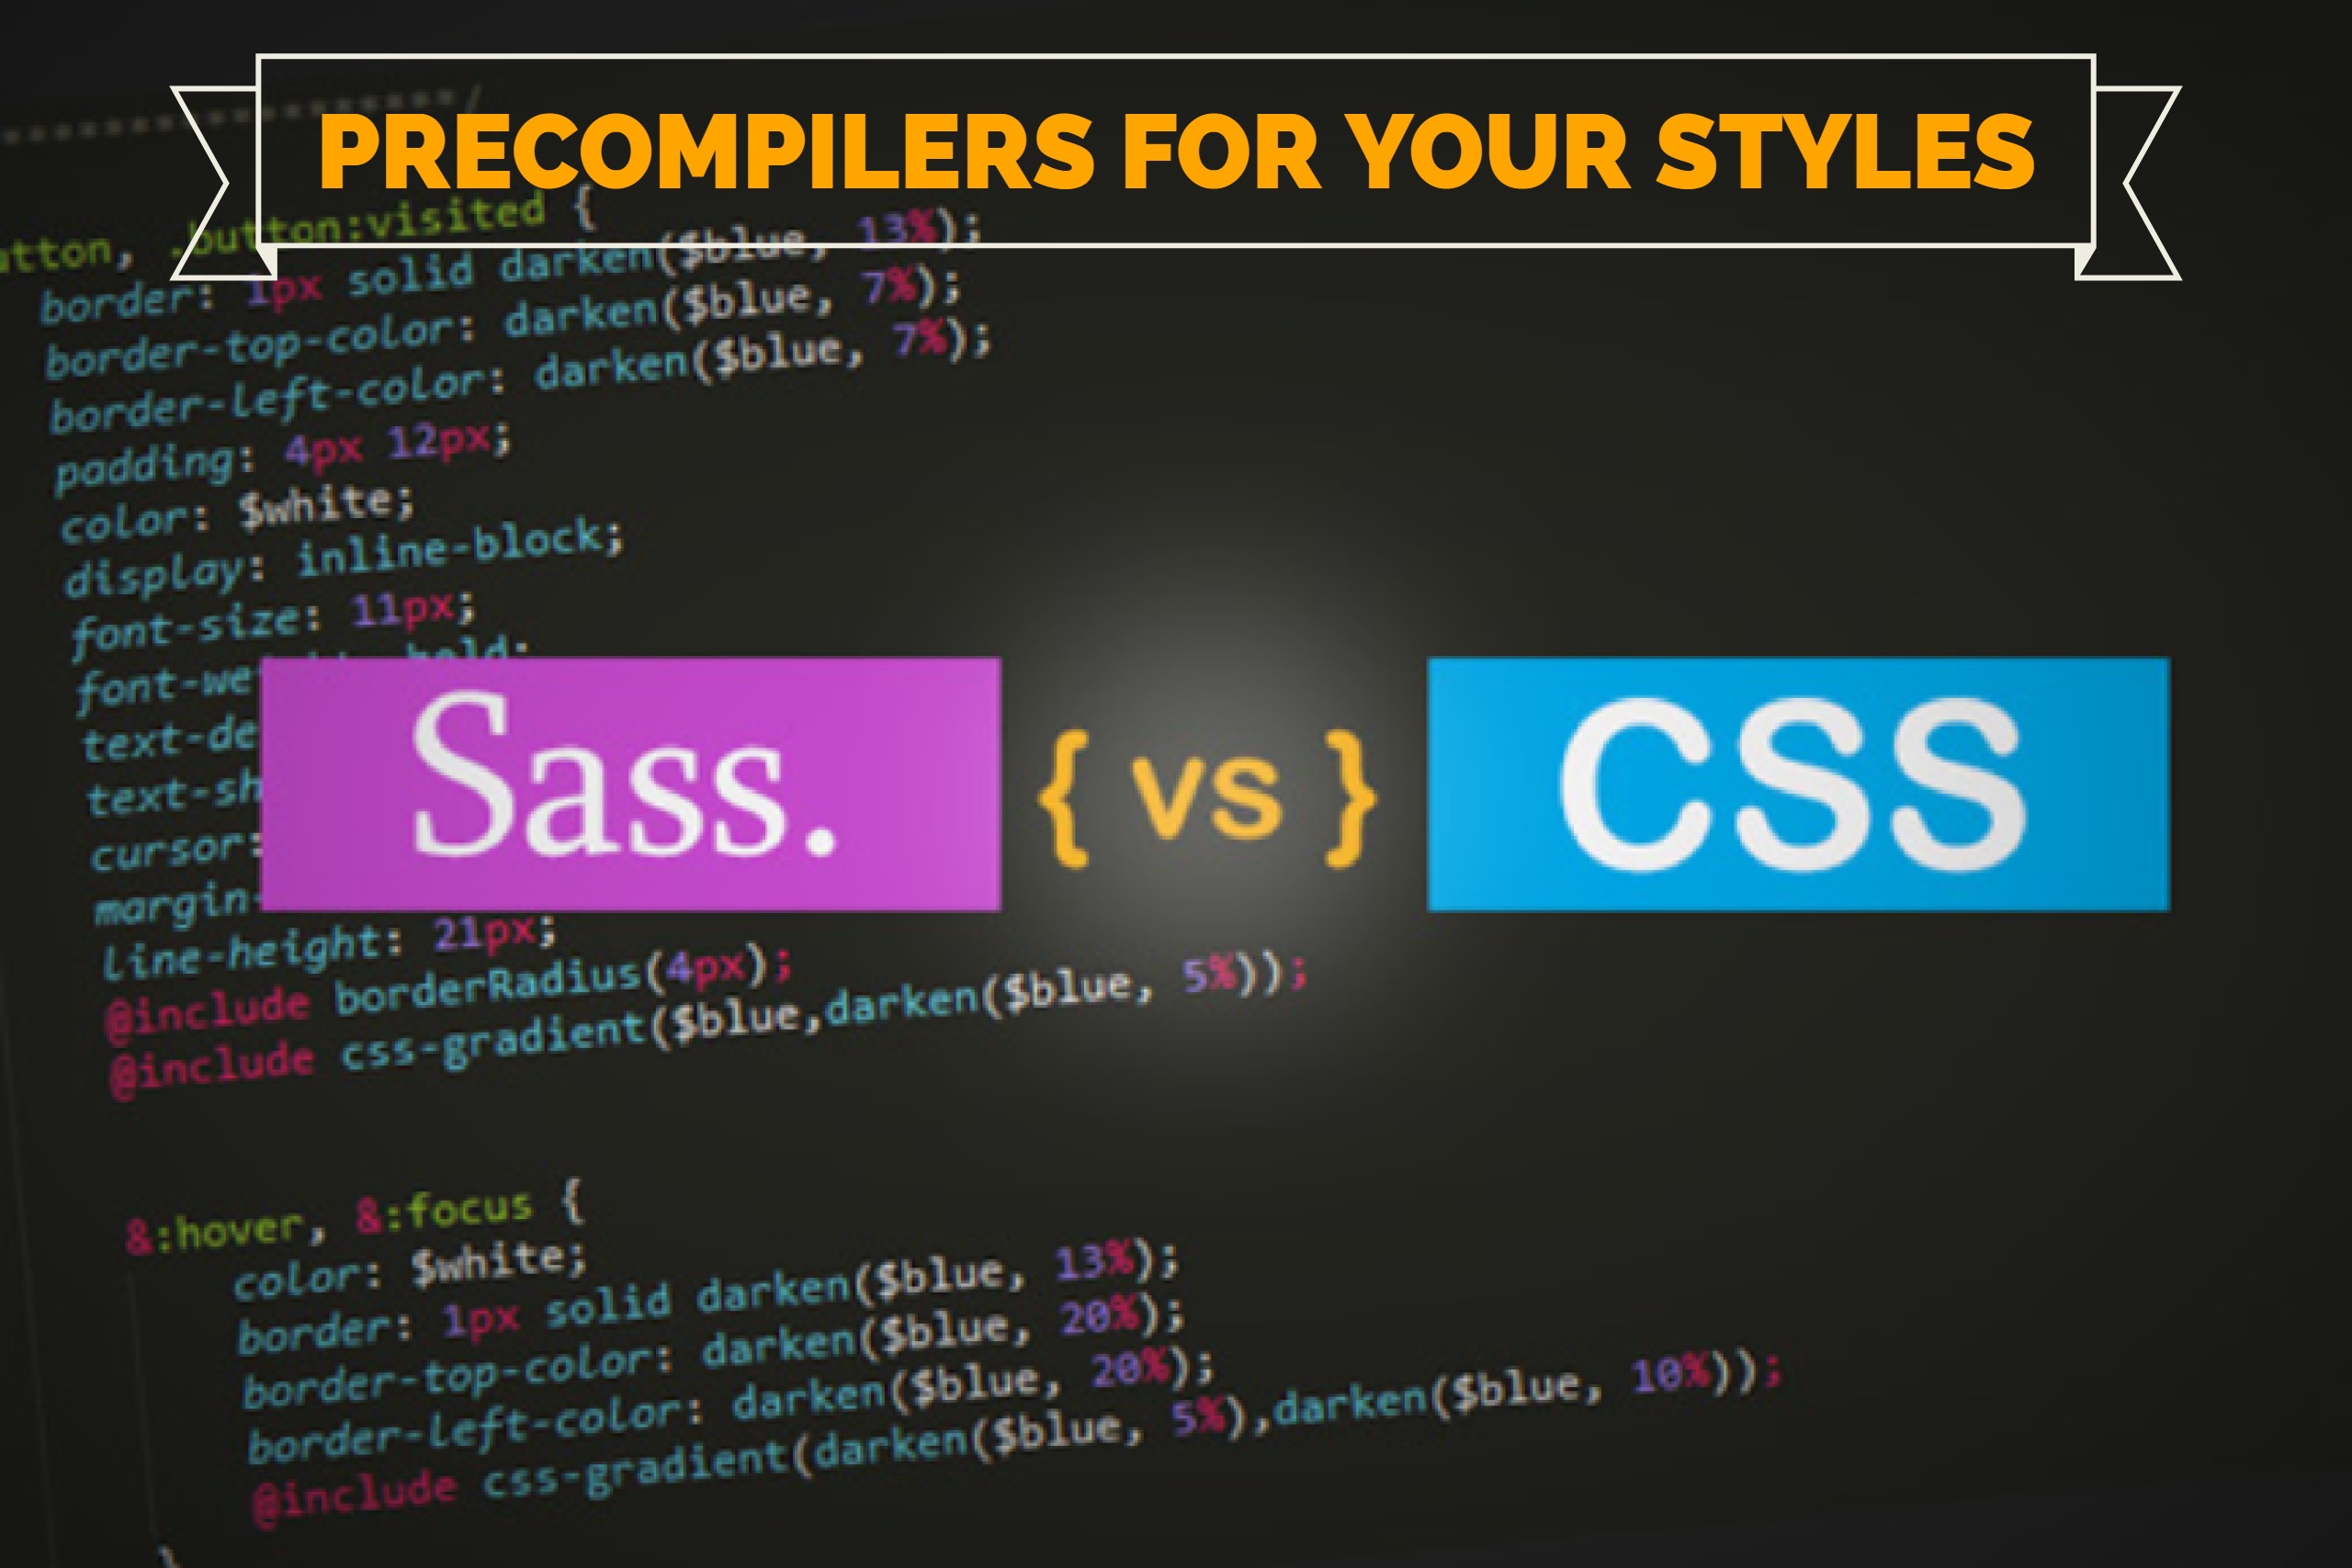 PRECOMPILERS FOR YOUR STYLES
utton, .button:visited {
border: 1px solid darken($blue, 13%);
border-top-color: darken($blue, 7%);
border-left-color: darken($blue, 7%);
padding: 4px 12px;
color: $white;
display: inline-block;
font-size: 11px;
font-we bold;
text-de
text-sh
cursor:
margin-
Sass. { vs } CSS
line-height: 21px;
@include borderRadius(4px);
@include css-gradient($blue,darken($blue, 5%));
&:hover, &:focus {
color: $white;
border: 1px solid darken($blue, 13%);
border-top-color: darken($blue, 20%);
border-left-color: darken($blue, 20%);
@include css-gradient(darken($blue, 5%),darken($blue, 10%));
}